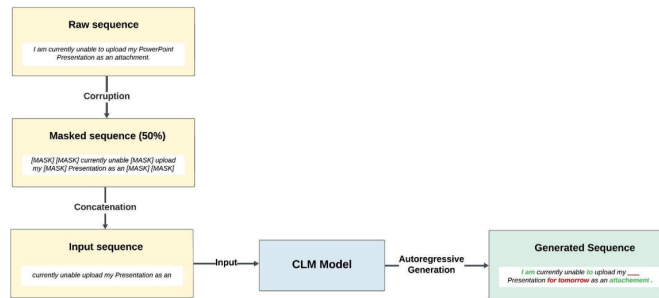 Raw sequence
I am currently unable to upload my PowerPoint
Presentation as an attachment.
Corruption
Masked sequence (50%)
[MASK] [MASK] currently unable [MASK] upload
my [MASK] Presentation as an [MASK] [MASK]
Concatenation
Input sequence
currently unable upload my Presentation as an
Input
CLM Model
Autoregressive
Generation
Generated Sequence
I am currently unable to upload my ___
Presentation for tomorrow as an attachement .